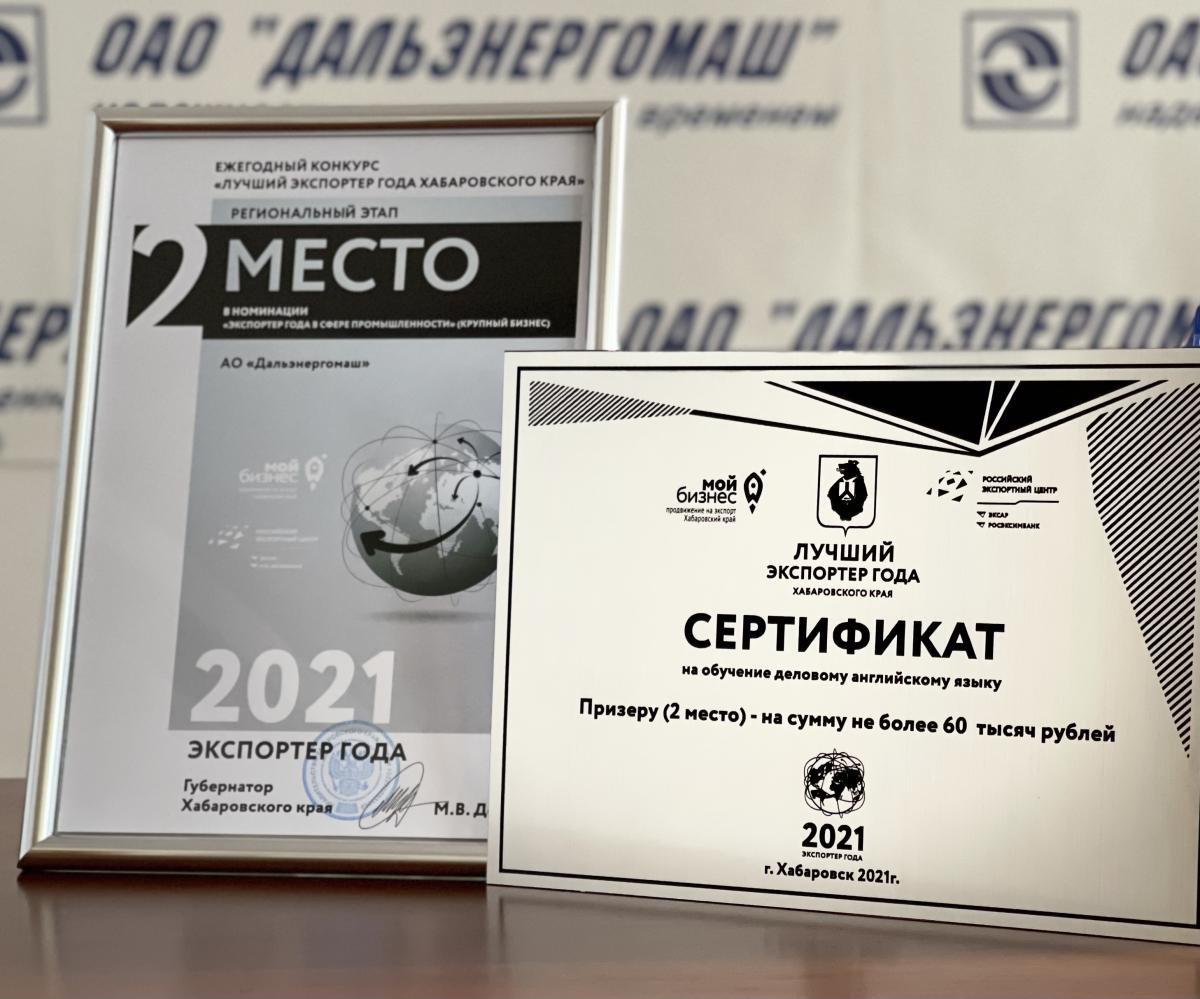 ОАО "ДАЛЬЭНЕРГОМАШ"
временем
ОАО
ОАО "ДАЛЬЭНЕРГОМ
ЕЖЕГОДНЫЙ КОНКУРС
«ЛУЧШИЙ ЭКСПОРТЕР ГОДА ХАБАРОВСКОГО КРАЯ»
РЕГИОНАЛЬНЫЙ ЭТАП
2 МЕСТО
В НОМИНАЦИИ
«ЭКСПОРТЕР ГОДА В СФЕРЕ ПРОМЫШЛЕННОСТИ» (КРУПНЫЙ БИЗНЕС)
АО «Дальэнергомаш»
мой
бизнес
2021
ЭКСПОРТЕР ГОДА
Губернатор
Хабаровского края
М.В. Д
мой
бизнес
продвижение на экспорт
Хабаровский край
РОССИЙСКИЙ
ЭКСПОРТНЫЙ ЦЕНТР
ЭКСАР
РОСЭКСИМБАНК
ЛУЧШИЙ
ЭКСПОРТЕР ГОДА
ХАБАРОВСКОГО КРАЯ
СЕРТИФИКАТ
на обучение деловому английскому языку
Призеру (2 место) - на сумму не более 60 тысяч рублей
2021
ЭКСПОРТЕР ГОДА
г. Хабаровск 2021г.